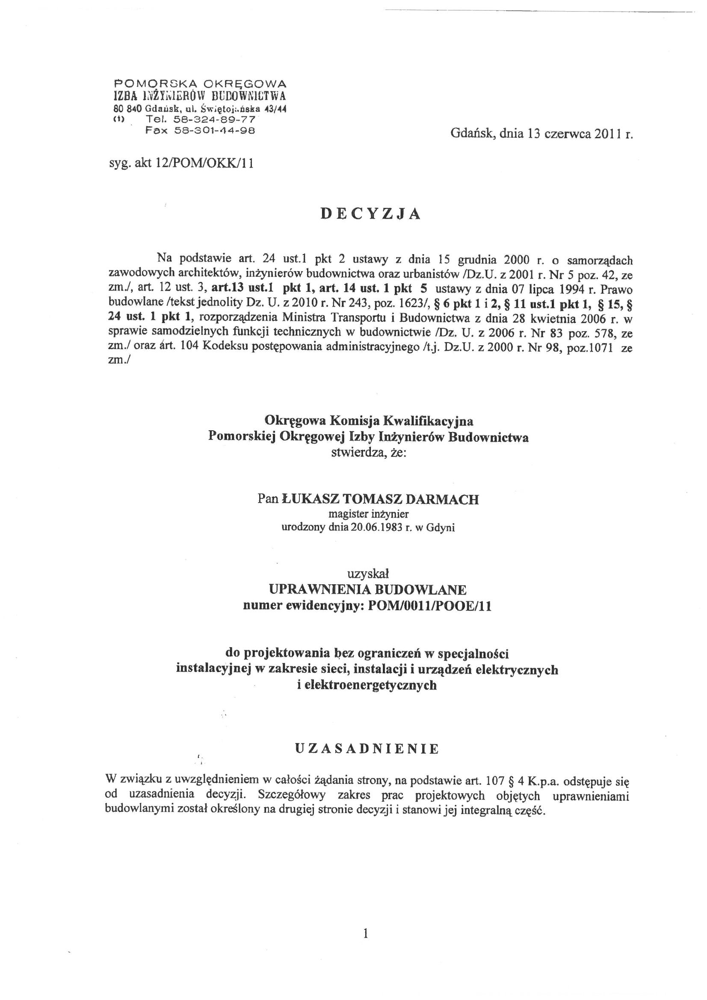 POMORSKA OKRĘGOWA
IZBA INŻYNIERÓW BUDOWNICTWA
80 840 Gdańsk, ul. Świętojańska 43/44
(1) Tel. 58-324-89-77
Fax 58-301-44-98
Gdańsk, dnia 13 czerwca 2011 r.
syg. akt 12/POM/OKK/11
DECYZJA
Na podstawie art. 24 ust.1 pkt 2 ustawy z dnia 15 grudnia 2000 r. o samorządach
zawodowych architektów, inżynierów budownictwa oraz urbanistów /Dz.U. z 2001 r. Nr 5 poz. 42, ze
zm./, art. 12 ust. 3, art.13 ust.1 pkt 1, art. 14 ust. 1 pkt 5 ustawy z dnia 07 lipca 1994 r. Prawo
budowlane /tekst jednolity Dz. U. z 2010 r. Nr 243, poz. 1623/, § 6 pkt 1 i 2, § 11 ust.1 pkt 1, § 15, §
24 ust. 1 pkt 1, rozporządzenia Ministra Transportu i Budownictwa z dnia 28 kwietnia 2006 r. w
sprawie samodzielnych funkcji technicznych w budownictwie /Dz. U. z 2006 r. Nr 83 poz. 578, ze
zm./ oraz art. 104 Kodeksu postępowania administracyjnego /t.j. Dz.U. z 2000 r. Nr 98, poz.1071 ze
zm./
Okręgowa Komisja Kwalifikacyjna
Pomorskiej Okręgowej Izby Inżynierów Budownictwa
stwierdza, że:
Pan ŁUKASZ TOMASZ DARMACH
magister inżynier
urodzony dnia 20.06.1983 r. w Gdyni
uzyskał
UPRAWNIENIA BUDOWLANE
numer ewidencyjny: POM/0011/POOE/11
do projektowania bez ograniczeń w specjalności
instalacyjnej w zakresie sieci, instalacji i urządzeń elektrycznych
i elektroenergetycznych
UZASADNIENIE
W związku z uwzględnieniem w całości żądania strony, na podstawie art. 107 § 4 K.p.a. odstępuje się
od uzasadnienia decyzji. Szczegółowy zakres prac projektowych objętych uprawnieniami
budowlanymi został określony na drugiej stronie decyzji i stanowi jej integralną część.
1